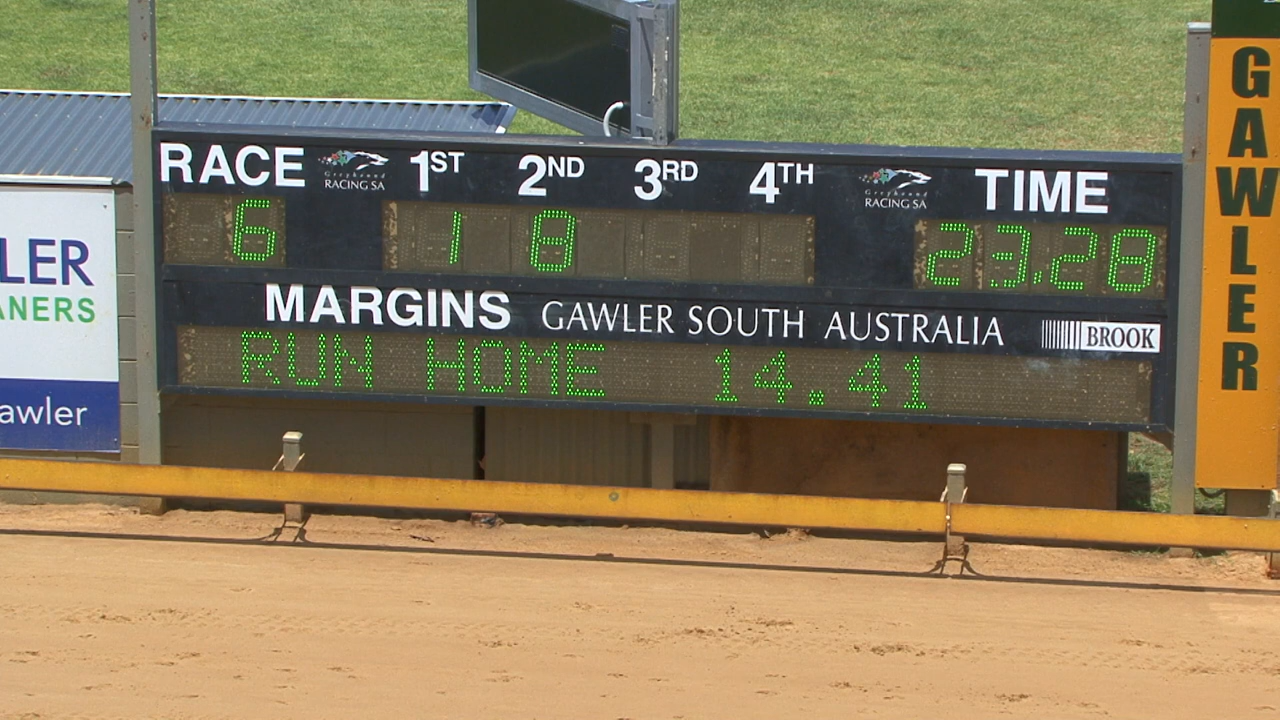 RACE
Greyhound
RACING SA
1ST 2ND 3RD 4TH
Greyhound
RACING SA
TIME
6 1 8 23.28
MARGINS GAWLER SOUTH AUSTRALIA BROOK
RUN HOME 14.41
LER
ANERS
awler
GAWLER